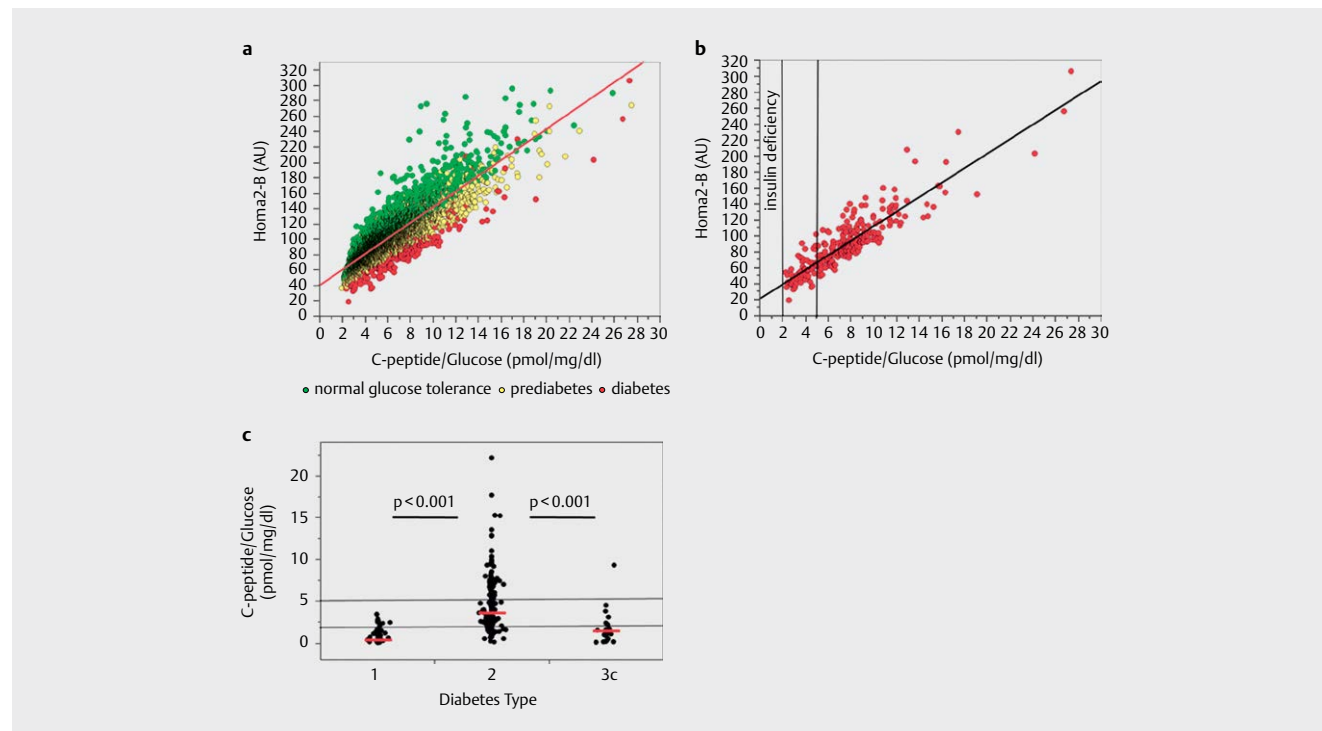 a
Homa2-B (AU)
320
300
280
260
240
220
200
180
160
140
120
100
80
60
40
20
0
0 2 4 6 8 10 12 14 16 18 20 22 24 26 28 30
C-peptide/Glucose (pmol/mg/dl)
normal glucose tolerance prediabetes diabetes
b
Homa2-B (AU)
320
300
280
260
240
220
200
180
160
140
120
100
80
60
40
20
0
insulin deficiency
0 2 4 6 8 10 12 14 16 18 20 22 24 26 28 30
C-peptide/Glucose (pmol/mg/dl)
c
C-peptide/Glucose
(pmol/mg/dl)
20
15
10
5
0
p < 0.001 p < 0.001
1 2 3c
Diabetes Type